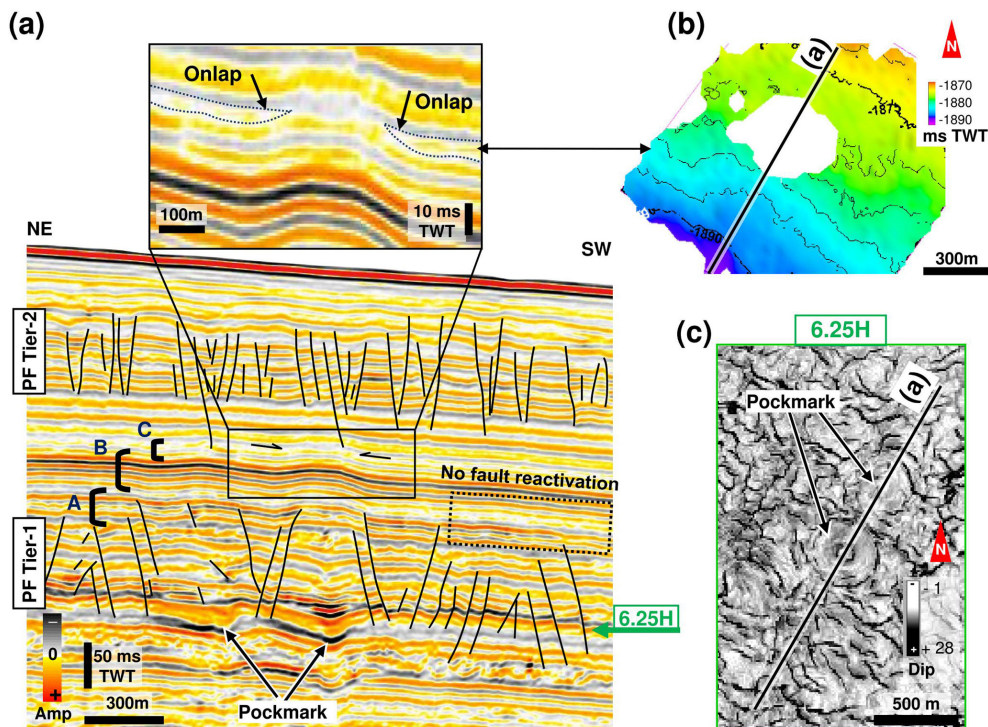 (a)
Onlap
Onlap
100m
10 ms
TWT
NE
SW
PF Tier-2
C
B
A
No fault reactivation
PF Tier-1
6.25H
0
Amp
50 ms
TWT
300m
Pockmark
(b)
(a)
N
-1870
-1880
-1890
ms TWT
-1890
300m
(c)
6.25H
(a)
Pockmark
N
- 1
+ 28
Dip
500 m